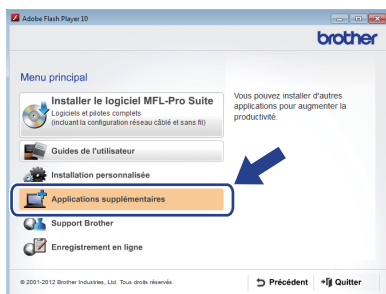 Adobe Flash Player 10
brother
Menu principal
Installer le logiciel MFL-Pro Suite
Logiciels et pilotes complets
(incluant la configuration réseau câblé et sans fil)
Guides de l'utilisateur
Installation personnalisée
Applications supplémentaires
Support Brother
Enregistrement en ligne
Vous pouvez installer d'autres
applications pour augmenter la
productivité.
© 2001-2012 Brother Industries, Ltd. Tous droits réservés.
Précédent
Quitter